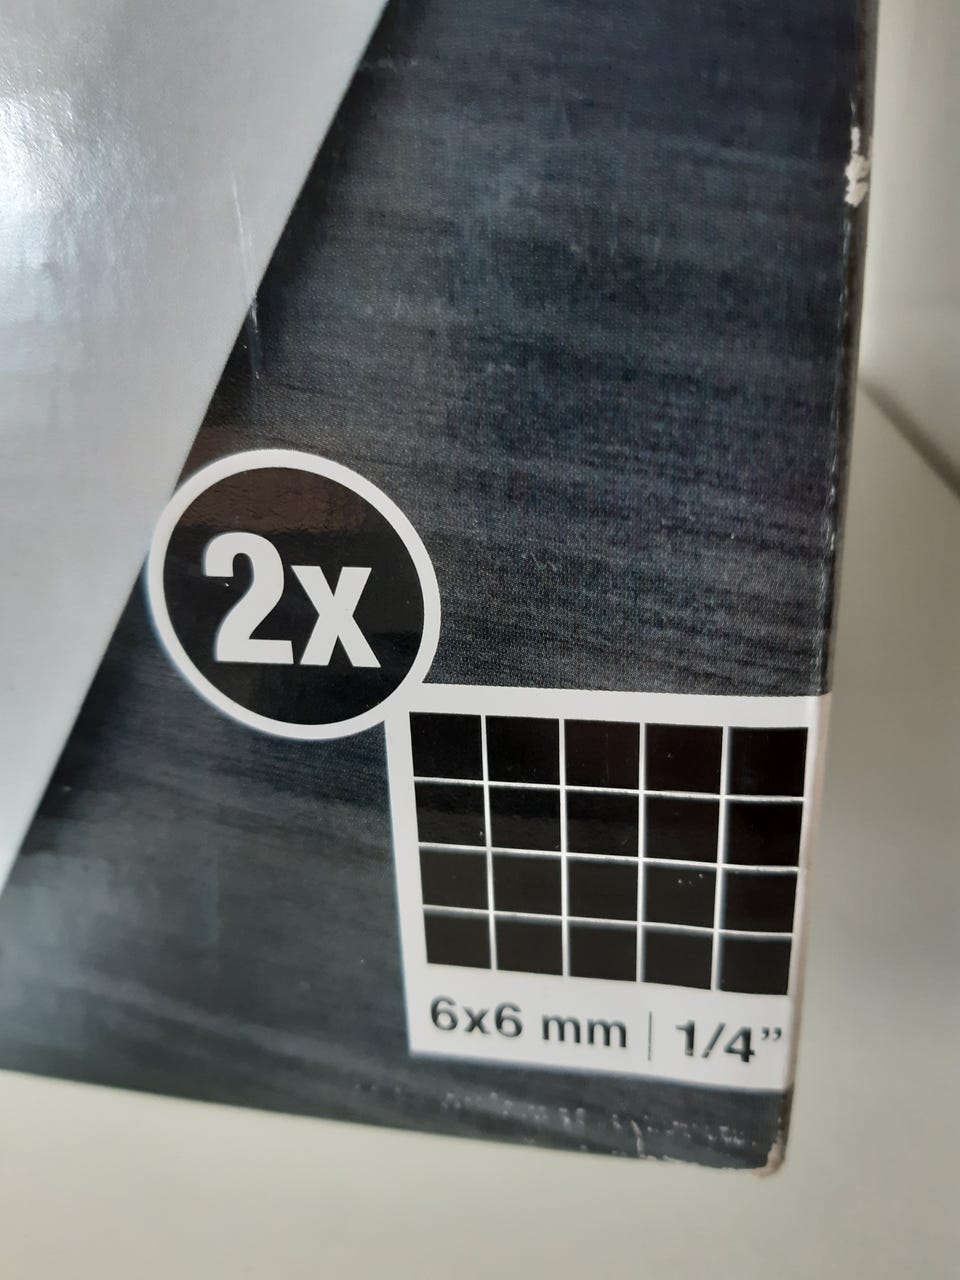 2x
6x6 mm | 1/4”